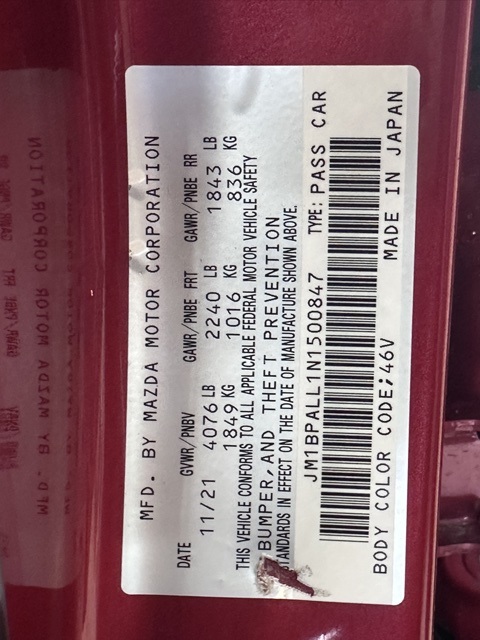 MFD. BY MAZDA MOTOR CORPORATION
DATE GVWR/PNBV GAWR/PNBE FRT GAWR/PNBE RR
11/21 4076 LB 2240 LB 1843 LB
1849 KG 1016 KG 836 KG
THIS VEHICLE CONFORMS TO ALL APPLICABLE FEDERAL MOTOR VEHICLE SAFETY
BUMPER, AND THEFT PREVENTION
STANDARDS IN EFFECT ON THE DATE OF MANUFACTURE SHOWN ABOVE.
JM1BPALL1N1500847 TYPE: PASS CAR
BODY COLOR CODE;46V MADE IN JAPAN
MFD. BY MAZDA MOTOR CORPORATION